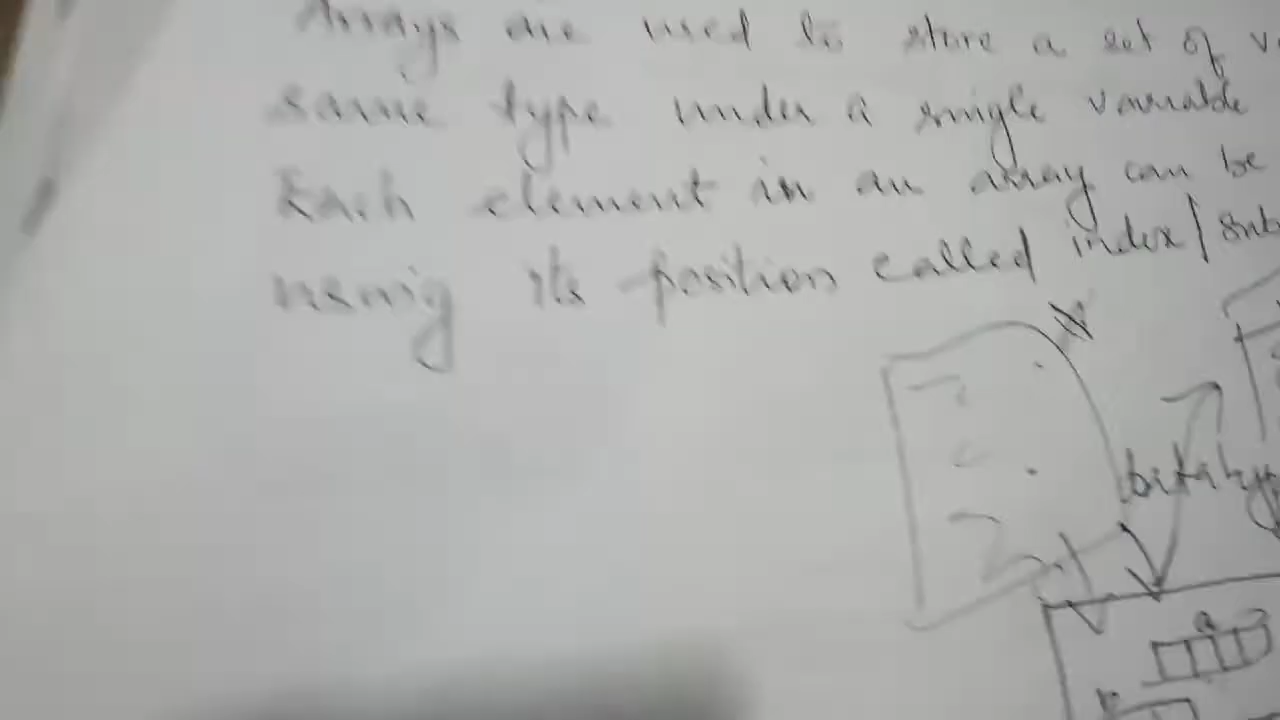 Arrays are used to store a set of
same type under a single variable
Each element in an array can be
using its position called index/